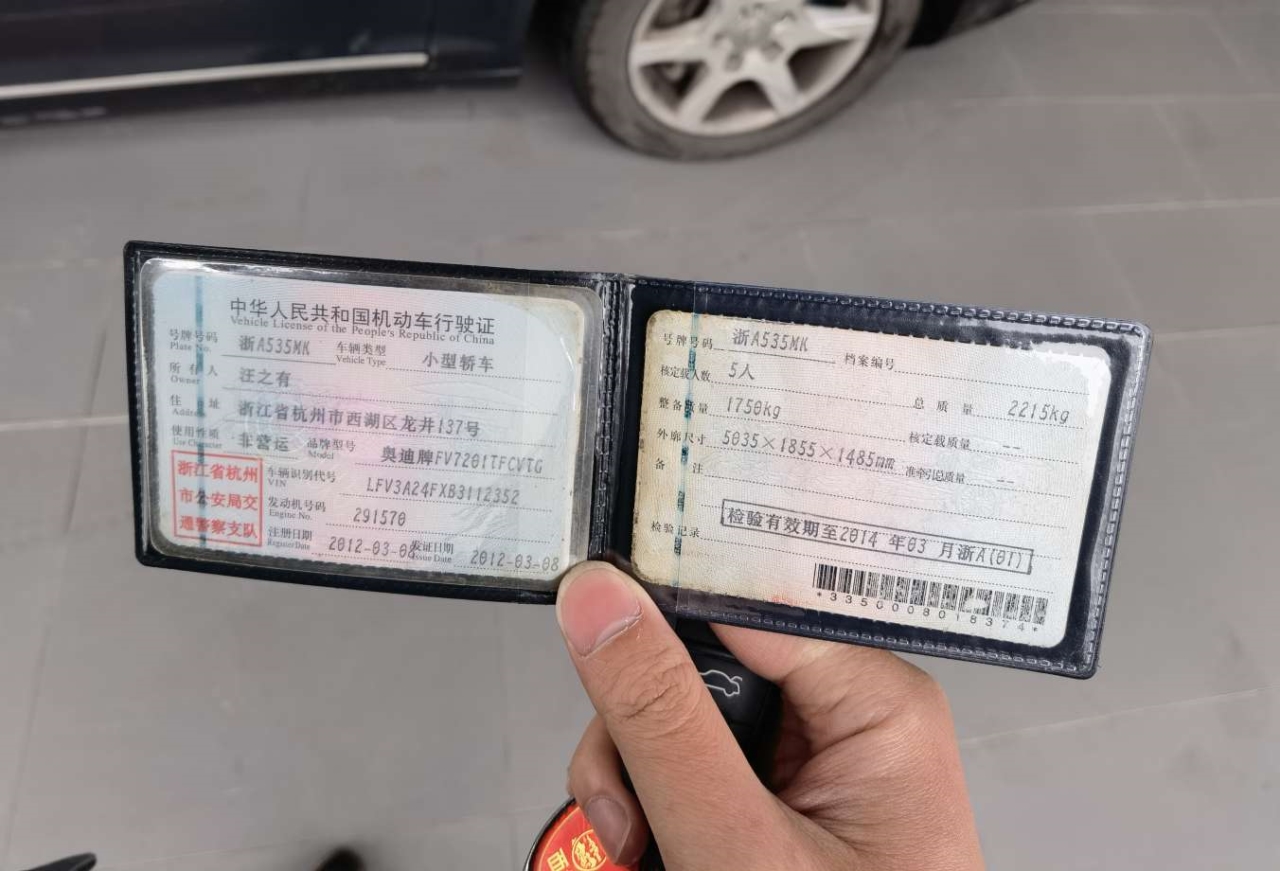 中华人民共和国机动车行驶证
Vehicle License of the People's Republic of China
号牌号码 浙A535MK 车辆类型 小型轿车
Plate No. Vehicle Type
所有人 汪之有
Owner
住址 浙江省杭州市西湖区龙井137号
Address
使用性质 非营运 品牌型号 奥迪牌FV7201TFCVTG
Use Character Model
浙江省杭州
市公安局交
通警察支队
车辆识别代号 LFV3A24FXB3112352
VIN
发动机号码 291570
Engine No.
注册日期 2012-03-08 发证日期 2012-03-08
Register Date Issue Date
号牌号码 浙A535MK 档案编号
核定载人数 5人 总质量 2215kg
整备质量 1750kg 核定载质量 --
外廓尺寸 5035×1855×1485mm 准牵引总质量 --
备注
检验记录 检验有效期至2014年03月浙A(01)
*3350008018374*
西